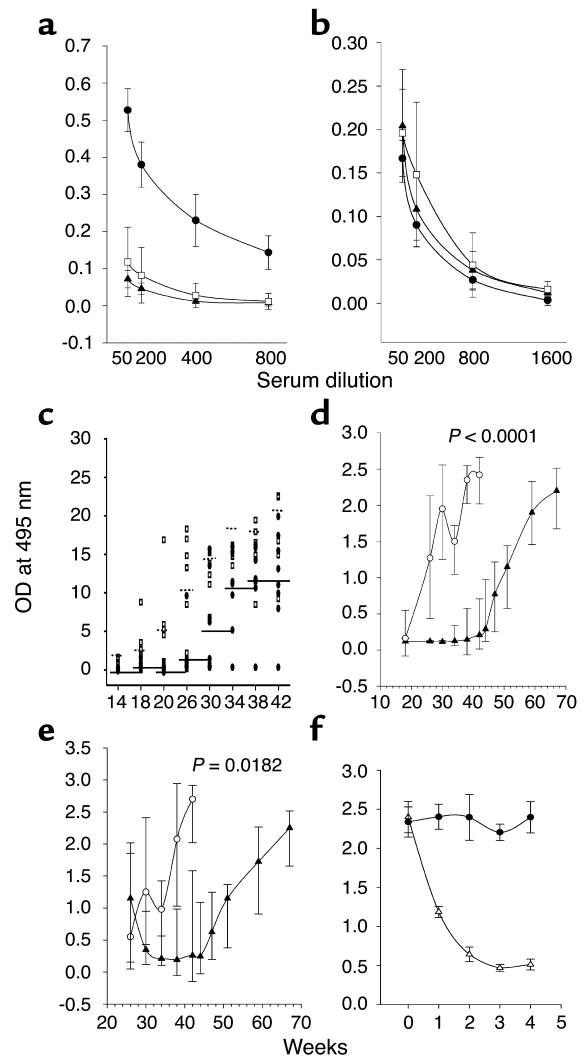 a
0.7
0.6
0.5
0.4
0.3
0.2
0.1
0.0
-0.1
50 200 400 800
b
0.30
0.25
0.20
0.15
0.10
0.05
0.00
50 200 800 1600
Serum dilution
OD at 495 nm
c
30
25
20
15
10
5
0
14 18 20 26 30 34 38 42
d
P < 0.0001
3.0
2.5
2.0
1.5
1.0
0.5
0.0
-0.5
10 20 30 40 50 60 70
e
P = 0.0182
3.5
3.0
2.5
2.0
1.5
1.0
0.5
0.0
-0.5
20 30 40 50 60 70
f
3.0
2.5
2.0
1.5
1.0
0.5
0.0
0 1 2 3 4 5
Weeks